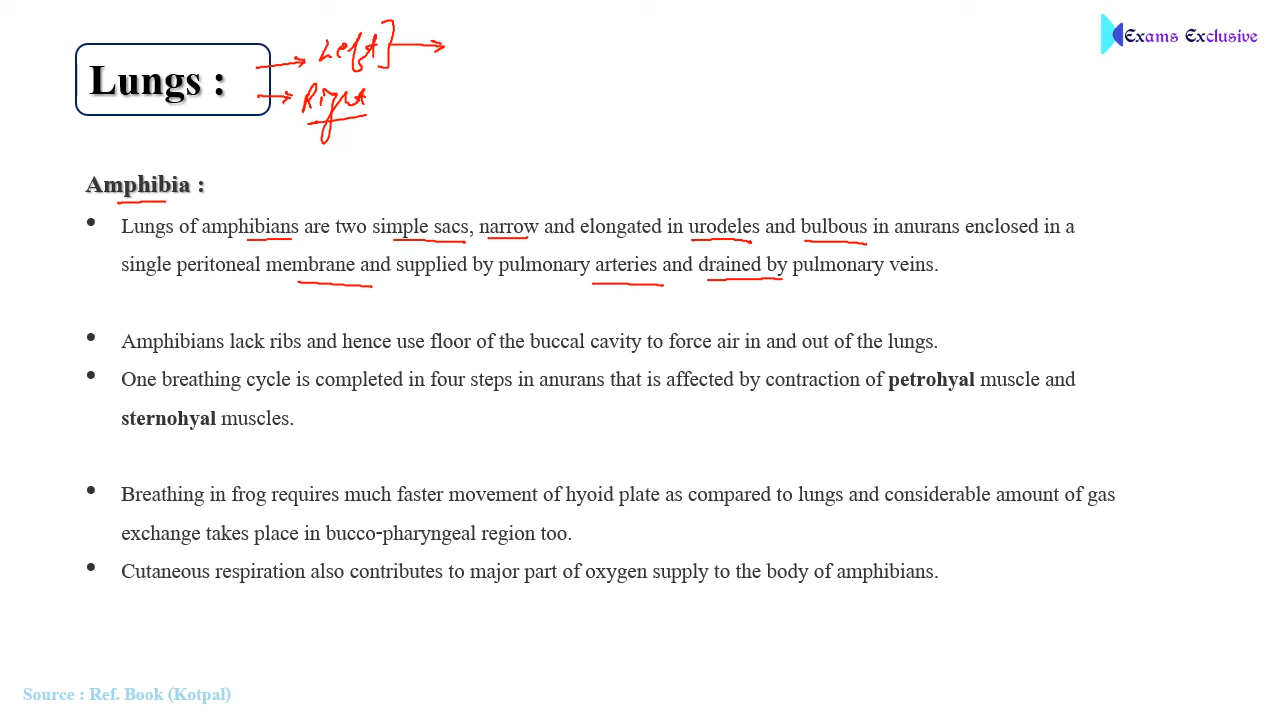 Exams Exclusive
Left
Lungs :
Right
Amphibia :
• Lungs of amphibians are two simple sacs, narrow and elongated in urodeles and bulbous in anurans enclosed in a
single peritoneal membrane and supplied by pulmonary arteries and drained by pulmonary veins.
• Amphibians lack ribs and hence use floor of the buccal cavity to force air in and out of the lungs.
• One breathing cycle is completed in four steps in anurans that is affected by contraction of petrohyal muscle and
sternohyal muscles.
• Breathing in frog requires much faster movement of hyoid plate as compared to lungs and considerable amount of gas
exchange takes place in bucco-pharyngeal region too.
• Cutaneous respiration also contributes to major part of oxygen supply to the body of amphibians.
Source : Ref. Book (Kotpal)